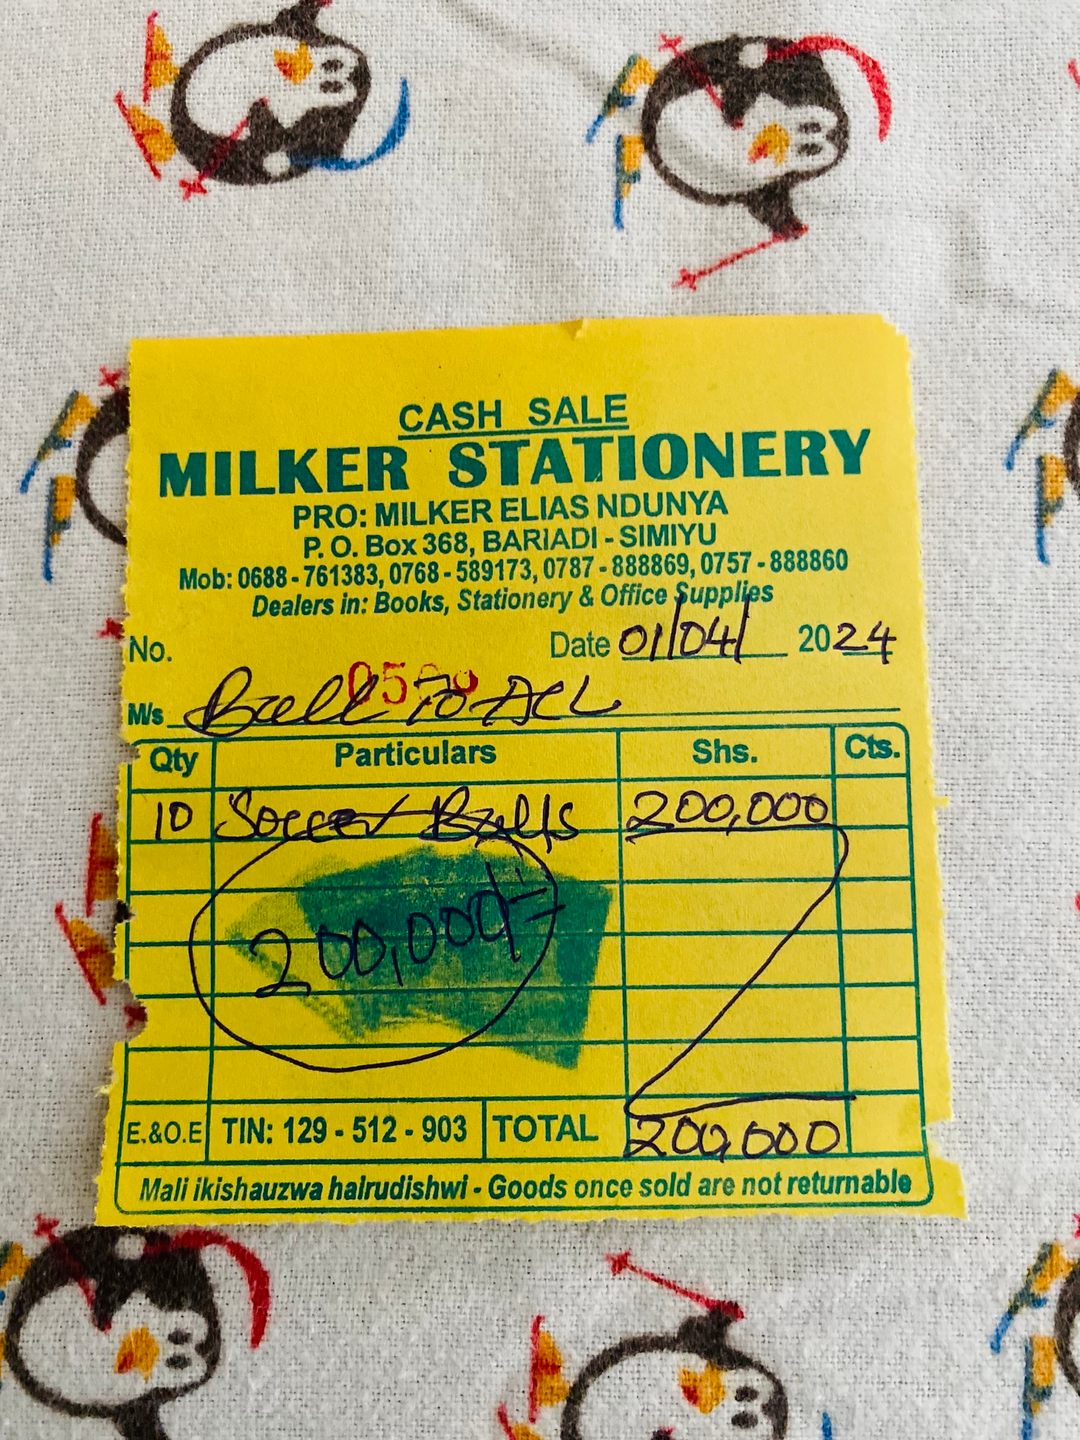 CASH SALE
MILKER STATIONERY
PRO: MILKER ELIAS NDUNYA
P. O. Box 368, BARIADI - SIMIYU
Mob: 0688 - 761383, 0768 - 589173, 0787 - 888869, 0757 - 888860
Dealers in: Books, Stationery & Office Supplies
No. Date 01/04/ 2024
M/s Ball To ALL
Qty Particulars Shs. Cts.
10 Soccer Balls 200,000
200,000/=
E.&O.E TIN: 129 - 512 - 903 TOTAL 200,000
Mali ikishauzwa hairudishwi - Goods once sold are not returnable